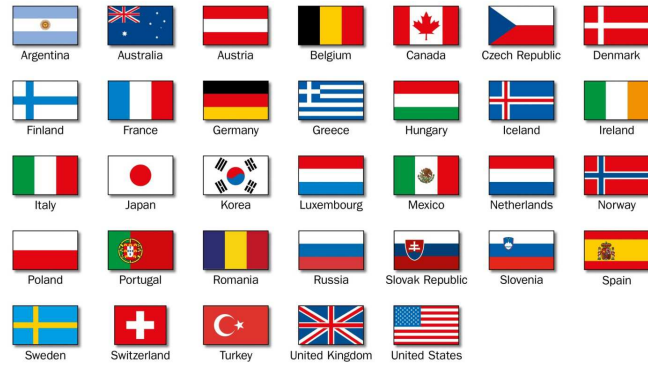 Argentina Australia Austria Belgium Canada Czech Republic Denmark
Finland France Germany Greece Hungary Iceland Ireland
Italy Japan Korea Luxembourg Mexico Netherlands Norway
Poland Portugal Romania Russia Slovak Republic Slovenia Spain
Sweden Switzerland Turkey United Kingdom United States